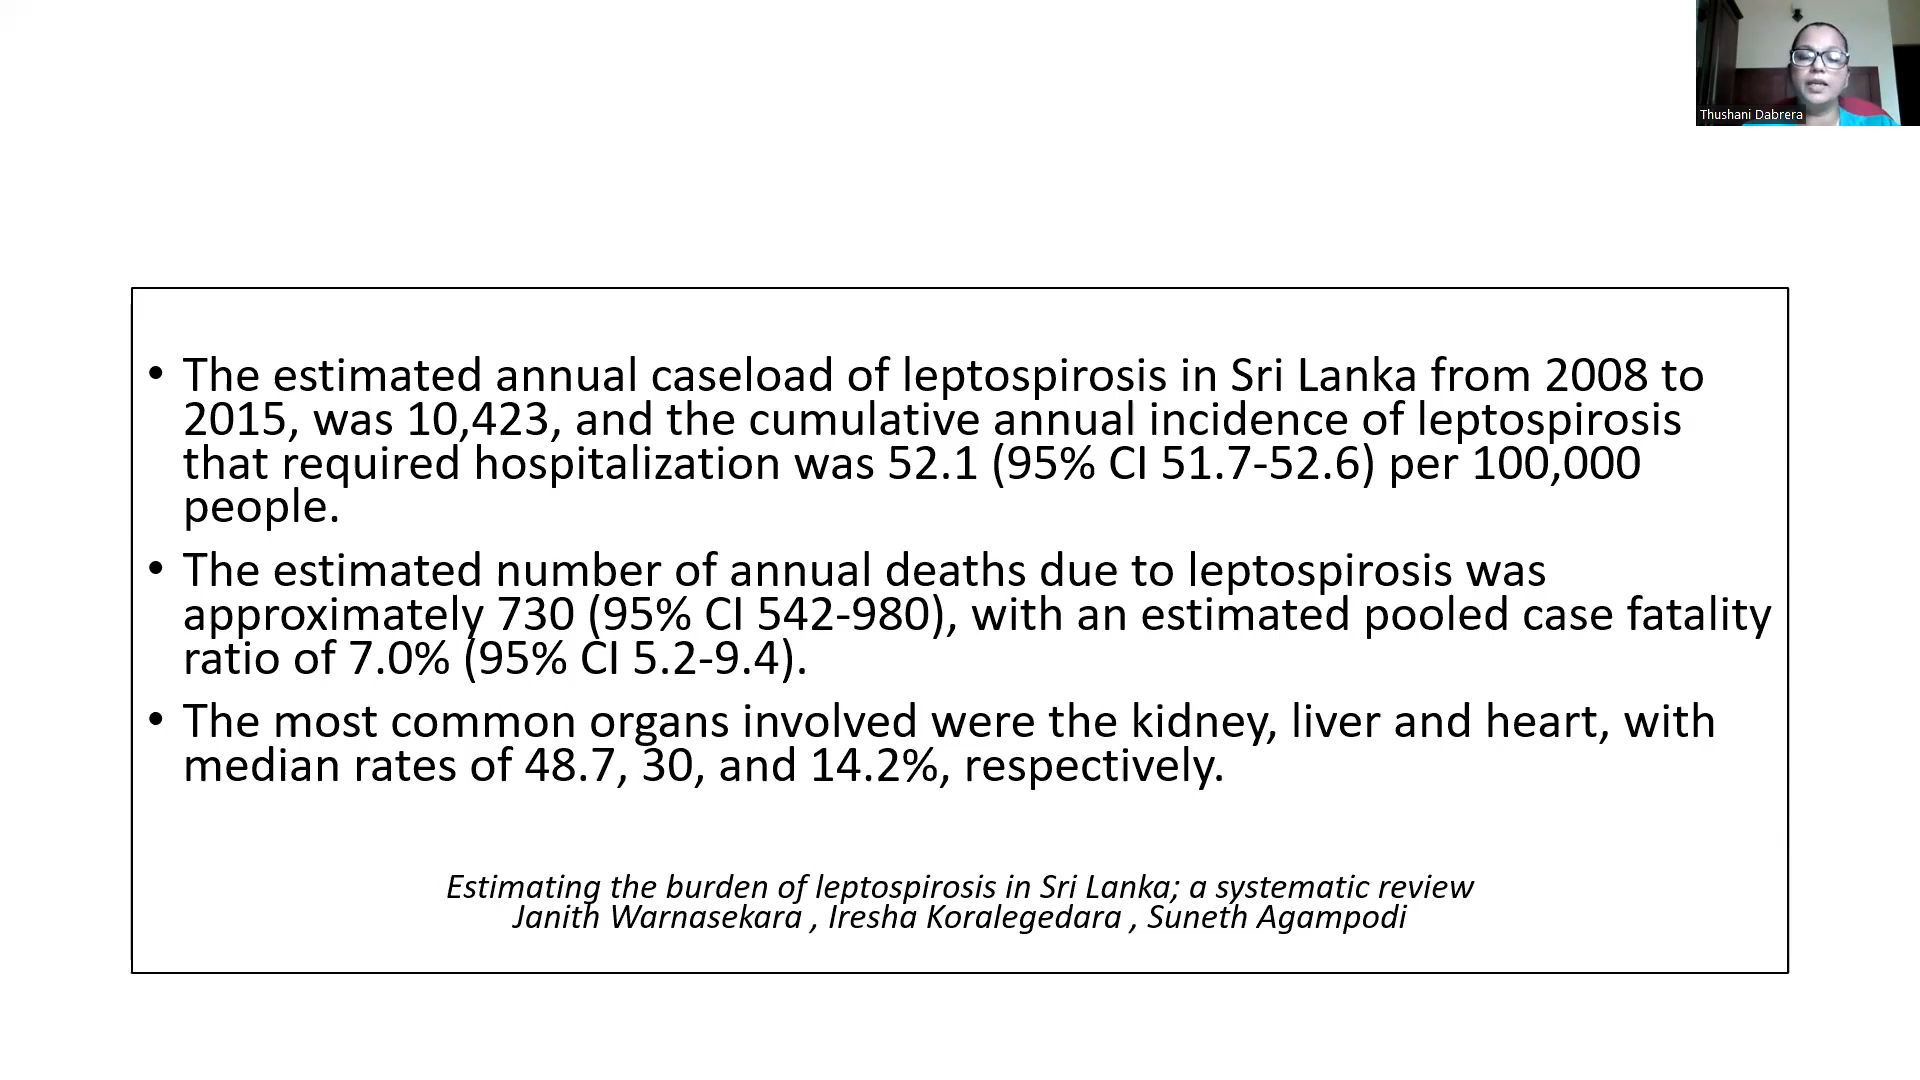 Thushani Dabrera
• The estimated annual caseload of leptospirosis in Sri Lanka from 2008 to
2015, was 10,423, and the cumulative annual incidence of leptospirosis
that required hospitalization was 52.1 (95% CI 51.7-52.6) per 100,000
people.
• The estimated number of annual deaths due to leptospirosis was
approximately 730 (95% CI 542-980), with an estimated pooled case fatality
ratio of 7.0% (95% CI 5.2-9.4).
• The most common organs involved were the kidney, liver and heart, with
median rates of 48.7, 30, and 14.2%, respectively.
Estimating the burden of leptospirosis in Sri Lanka; a systematic review
Janith Warnasekara , Iresha Koralegedara , Suneth Agampodi